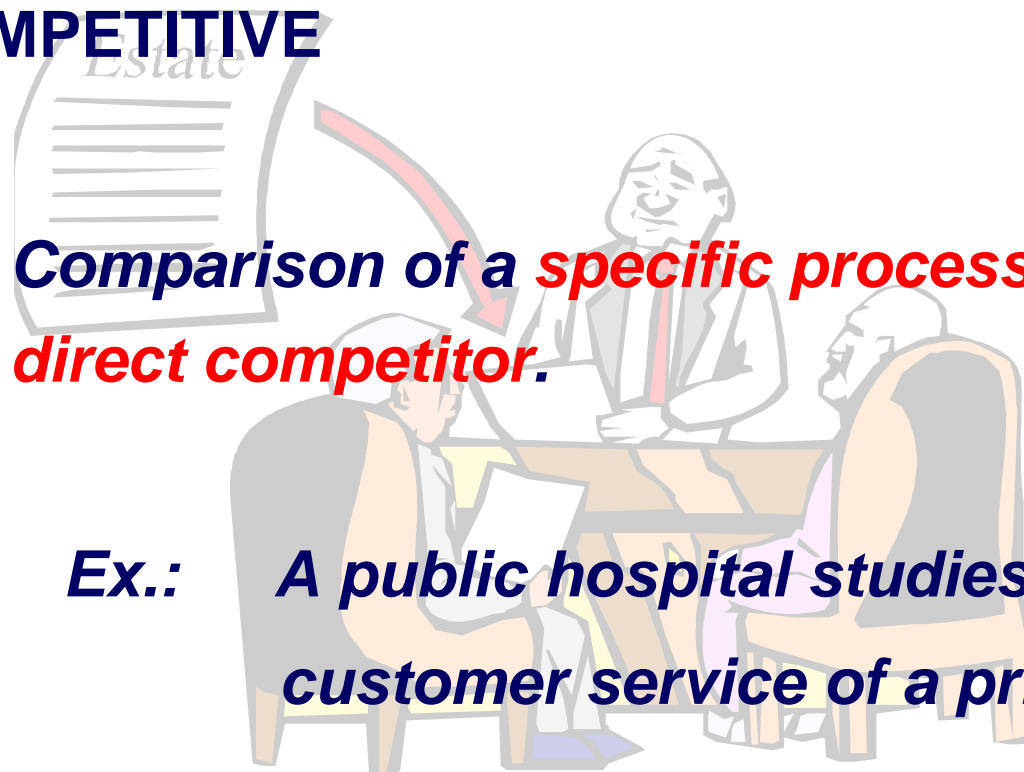 MPETITIVE
Estate
Comparison of a specific process
direct competitor.
Ex.: A public hospital studies
customer service of a pr